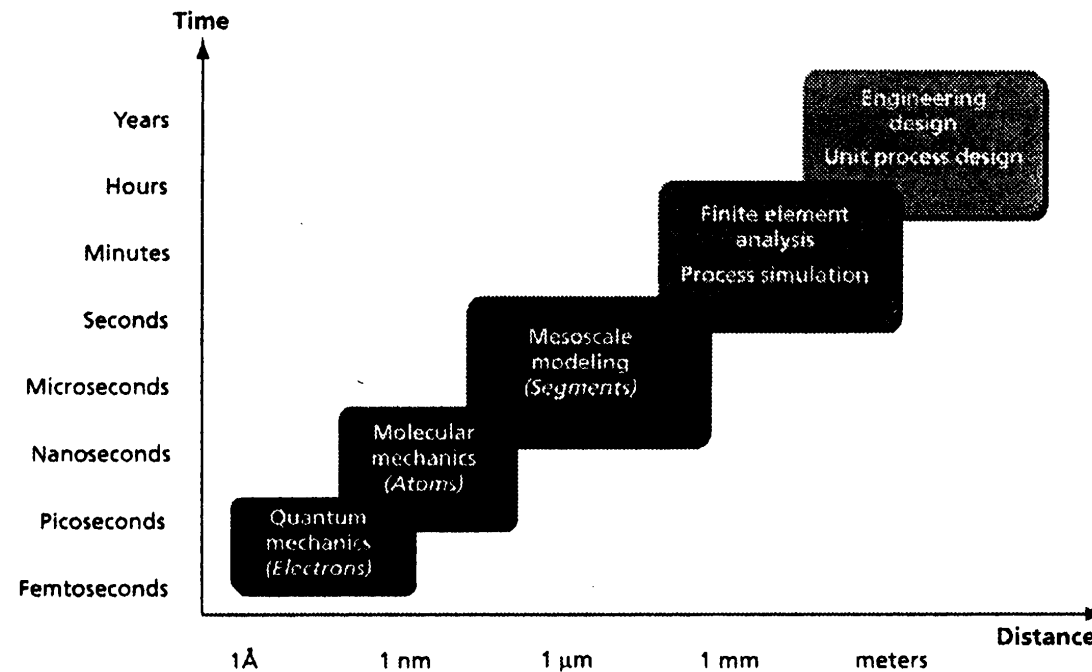 Time
Years
Hours
Minutes
Seconds
Microseconds
Nanoseconds
Picoseconds
Femtoseconds
Engineering
design
Unit process design
Finite element
analysis
Process simulation
Mesoscale
modeling
(Segments)
Molecular
mechanics
(Atoms)
Quantum
mechanics
(Electrons)
Distance
1Å 1 nm 1 μm 1 mm meters